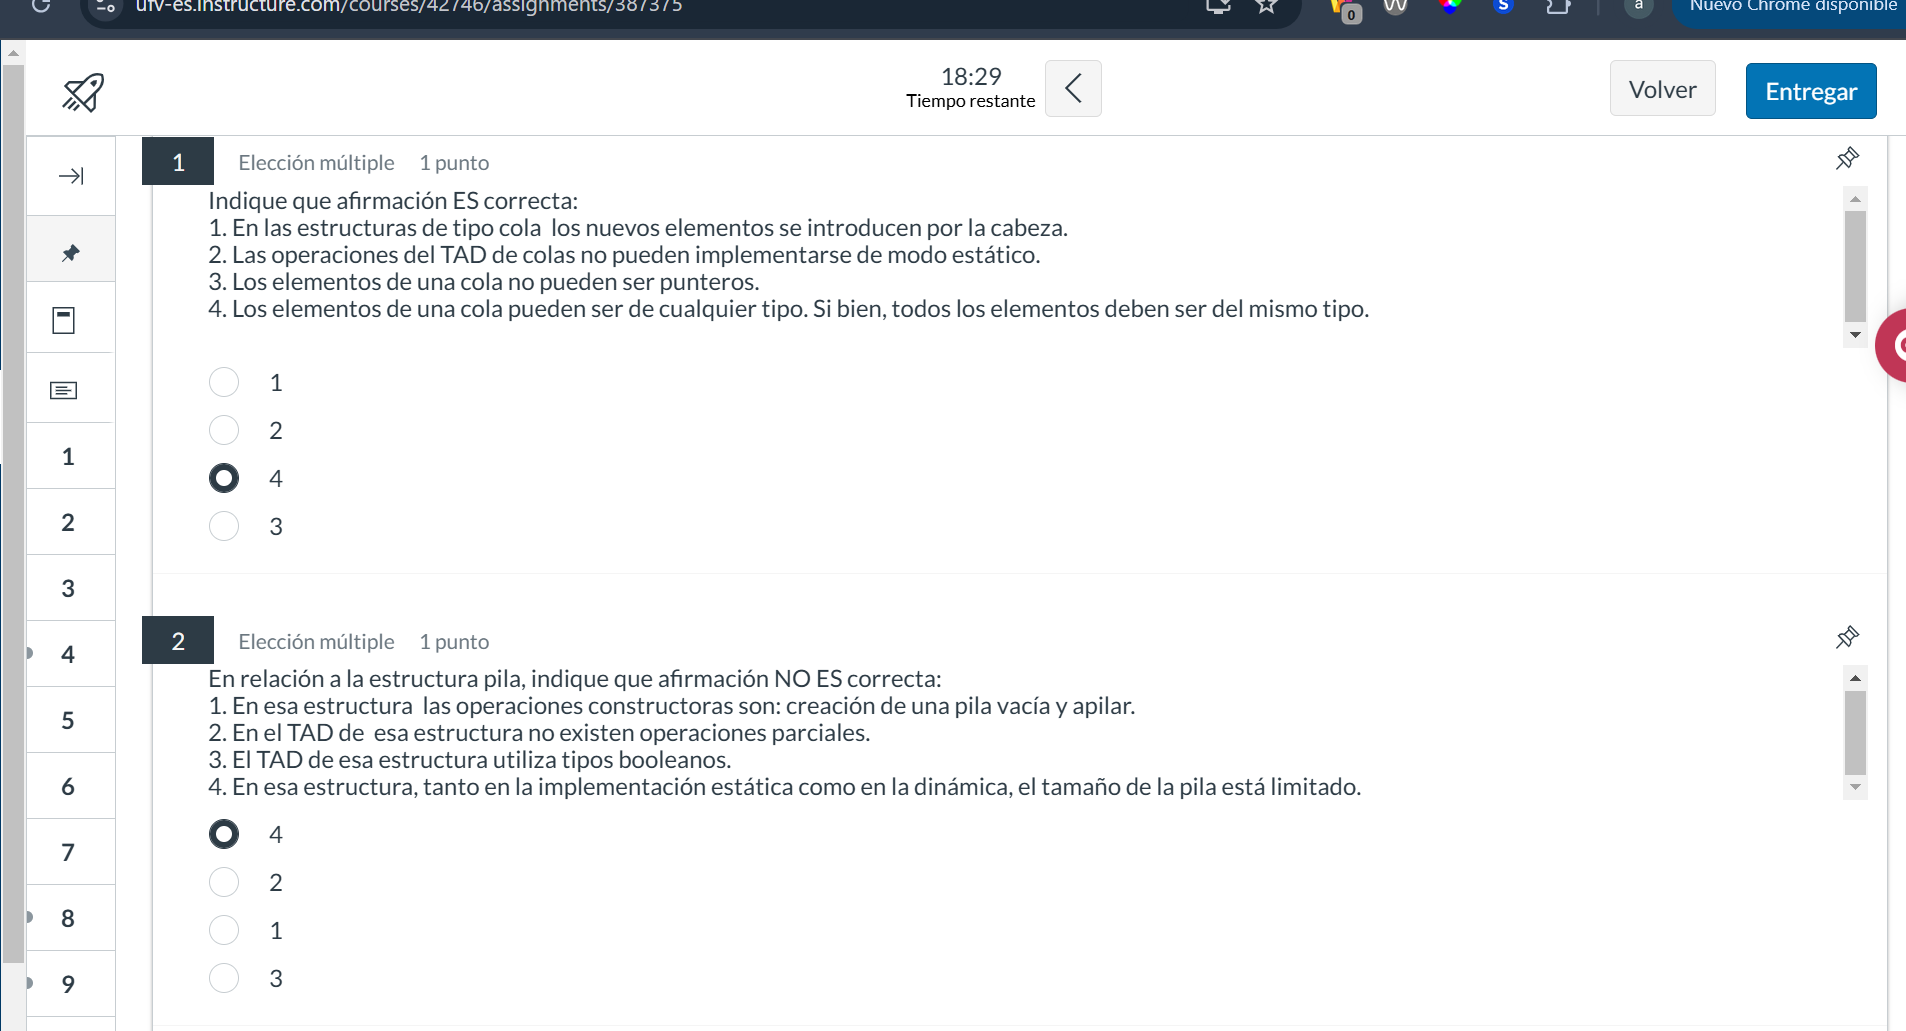 ufv-es.instructure.com/courses/42746/assignments/387375
0
S
a
Nuevo Chrome disponible
18:29
Tiempo restante
Volver
Entregar
1
2
3
4
5
6
7
8
9
1 Elección múltiple 1 punto
Indique que afirmación ES correcta:
1. En las estructuras de tipo cola los nuevos elementos se introducen por la cabeza.
2. Las operaciones del TAD de colas no pueden implementarse de modo estático.
3. Los elementos de una cola no pueden ser punteros.
4. Los elementos de una cola pueden ser de cualquier tipo. Si bien, todos los elementos deben ser del mismo tipo.
1
2
4
3
2 Elección múltiple 1 punto
En relación a la estructura pila, indique que afirmación NO ES correcta:
1. En esa estructura las operaciones constructoras son: creación de una pila vacía y apilar.
2. En el TAD de esa estructura no existen operaciones parciales.
3. El TAD de esa estructura utiliza tipos booleanos.
4. En esa estructura, tanto en la implementación estática como en la dinámica, el tamaño de la pila está limitado.
4
2
1
3